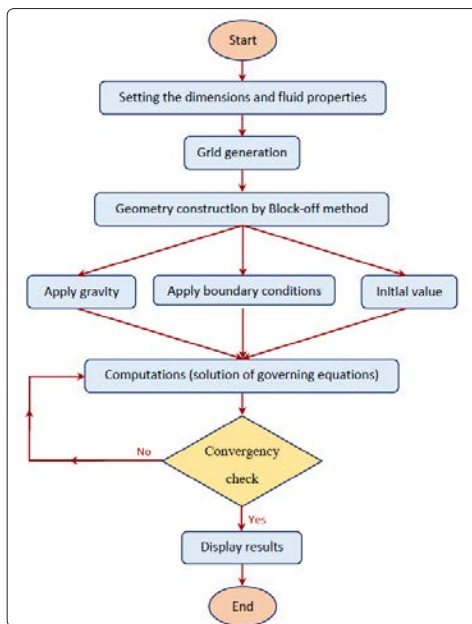 Start
Setting the dimensions and fluid properties
Grid generation
Geometry construction by Block-off method
Apply gravity
Apply boundary conditions
Initial value
Computations (solution of governing equations)
No
Convergency
check
Yes
Display results
End